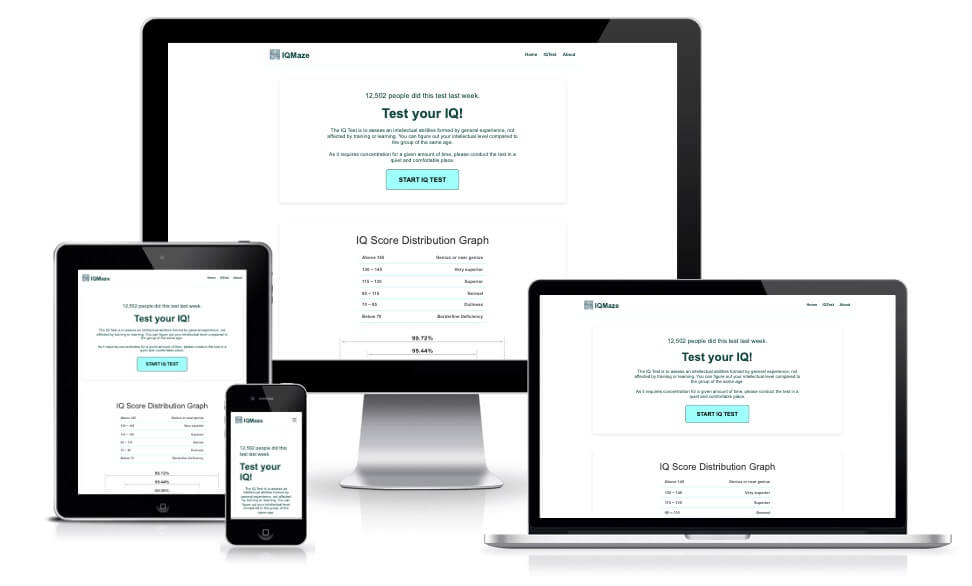 IQMaze
Home IQTest About
12,502 people did this test last week.
Test your IQ!
The IQ Test is to assess an intellectual abilities formed by general experience, not
affected by training or learning. You can figure out your intellectual level compared to
the group of the same age.
As it requires concentration for a given amount of time, please conduct the test in a
quiet and comfortable place.
START IQ TEST
IQ Score Distribution Graph
Above 145 Genius or near genius
130 – 145 Very superior
115 – 130 Superior
85 – 115 Normal
70 – 85 Dullness
Below 70 Borderline Deficiency
99.72%
95.44%
IQMaze
Home IQTest About
12,502 people did this test last week.
Test your IQ!
The IQ Test is to assess an intellectual abilities formed by general experience, not
affected by training or learning. You can figure out your intellectual level compared to
the group of the same age.
As it requires concentration for a given amount of time, please conduct the test in a
quiet and comfortable place.
START IQ TEST
IQ Score Distribution Graph
Above 145 Genius or near genius
130 – 145 Very superior
115 – 130 Superior
85 – 115 Normal
70 – 85 Dullness
Below 70 Borderline Deficiency
99.72%
95.44%
IQMaze
12,502 people did this
test last week.
Test your
IQ!
The IQ Test is to assess an
intellectual abilities formed by
general experience, not affected
by training or learning. You can
figure out your intellectual level
compared to the group of the
same age.
IQMaze
Home IQTest About
12,502 people did this test last week.
Test your IQ!
The IQ Test is to assess an intellectual abilities formed by general experience, not
affected by training or learning. You can figure out your intellectual level compared to
the group of the same age.
As it requires concentration for a given amount of time, please conduct the test in a
quiet and comfortable place.
START IQ TEST
IQ Score Distribution Graph
Above 145 Genius or near genius
130 – 145 Very superior
115 – 130 Superior
85 – 115 Normal